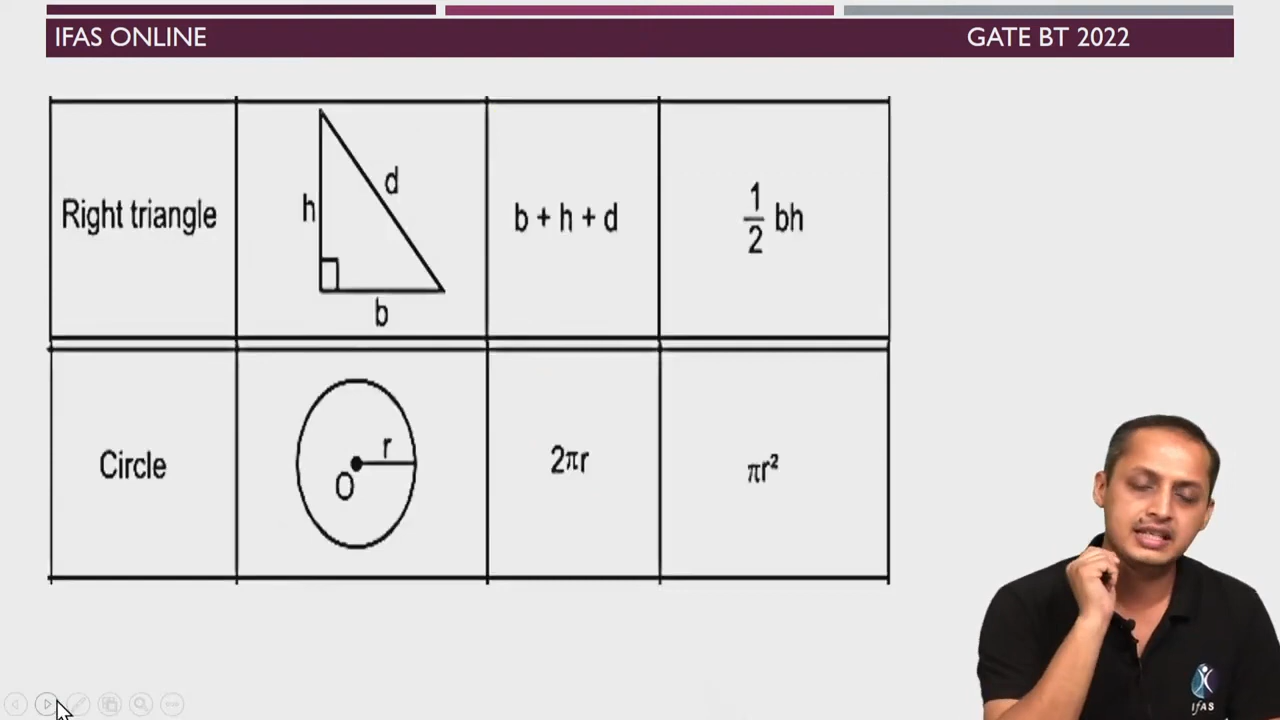 IFAS ONLINE
GATE BT 2022
Right triangle
h
d
b
b + h + d
1/2 bh
Circle
r
O
2πr
πr²
ifAS